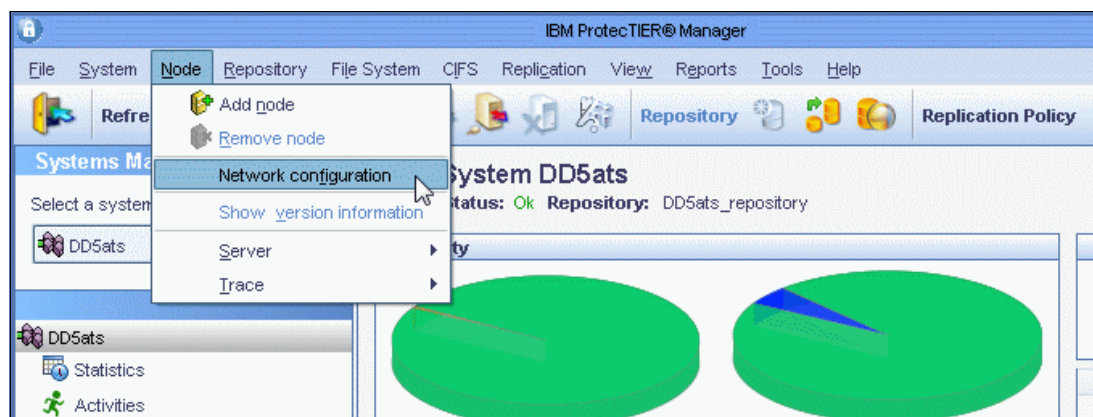 IBM ProtecTIER® Manager
File System Node Repository File System CIFS Replication View Reports Tools Help
Refre
Repository
Replication Policy
Add node
Remove node
Network configuration
Show version information
Server
Trace
Systems Ma
Select a system
DD5ats
System DD5ats
Status: Ok Repository: DD5ats_repository
ty
DD5ats
Statistics
Activities